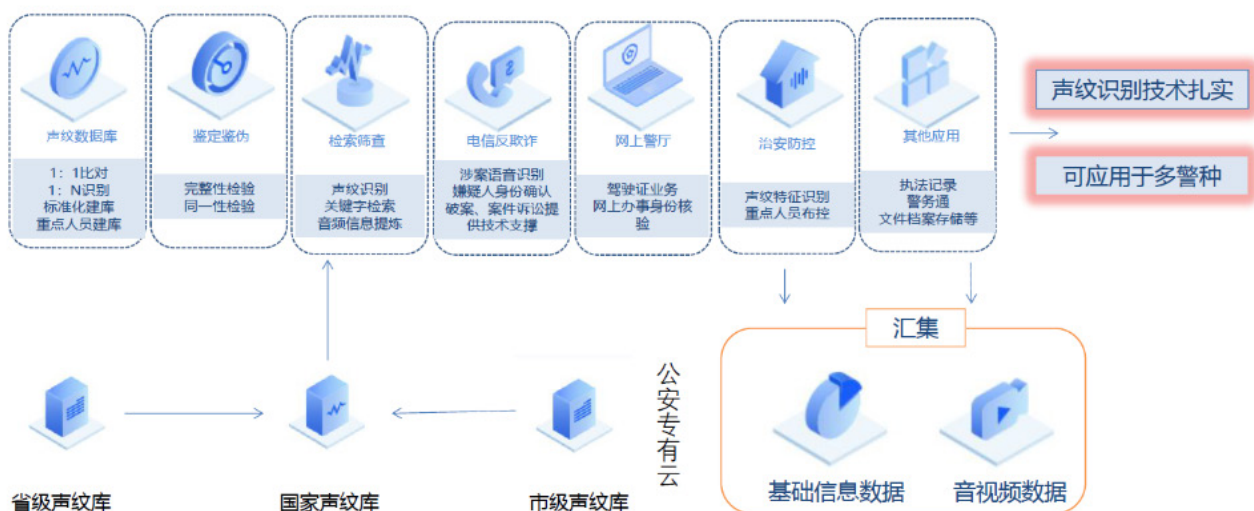 声纹数据库
1：1比对
1：N识别
标准化建库
重点人员建库
鉴定鉴伪
完整性检验
同一性检验
检索筛查
声纹识别
关键字检索
音频信息提炼
电信反欺诈
涉案语音识别
嫌疑人身份确认
破案、案件诉讼提
供技术支撑
网上警厅
驾驶证业务
网上办事身份核
验
治安防控
声纹特征识别
重点人员布控
其他应用
执法记录
警务通
文件档案存储等
声纹识别技术扎实
可应用于多警种
省级声纹库
国家声纹库
市级声纹库
公安专有云
汇集
基础信息数据
音视频数据